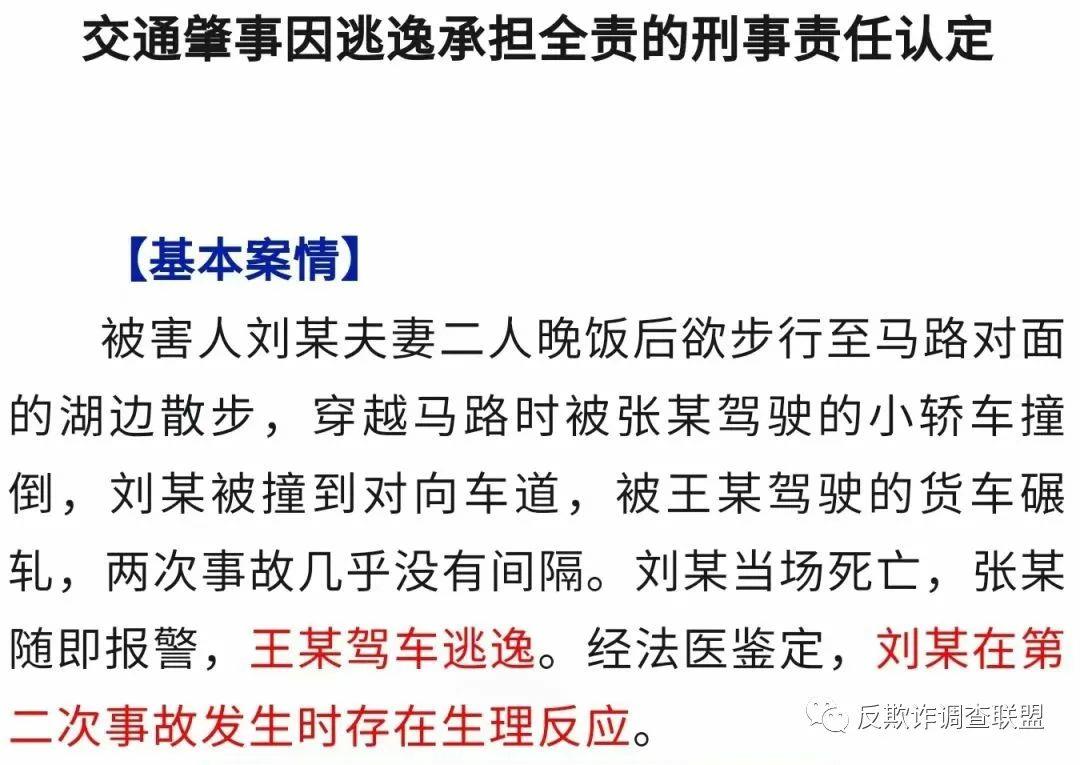 交通肇事因逃逸承担全责的刑事责任认定
【基本案情】
被害人刘某夫妻二人晚饭后欲步行至马路对面
的湖边散步，穿越马路时被张某驾驶的小轿车撞
倒，刘某被撞到对向车道，被王某驾驶的货车碾
轧，两次事故几乎没有间隔。刘某当场死亡，张某
随即报警，王某驾车逃逸。经法医鉴定，刘某在第
二次事故发生时存在生理反应。
反欺诈调查联盟